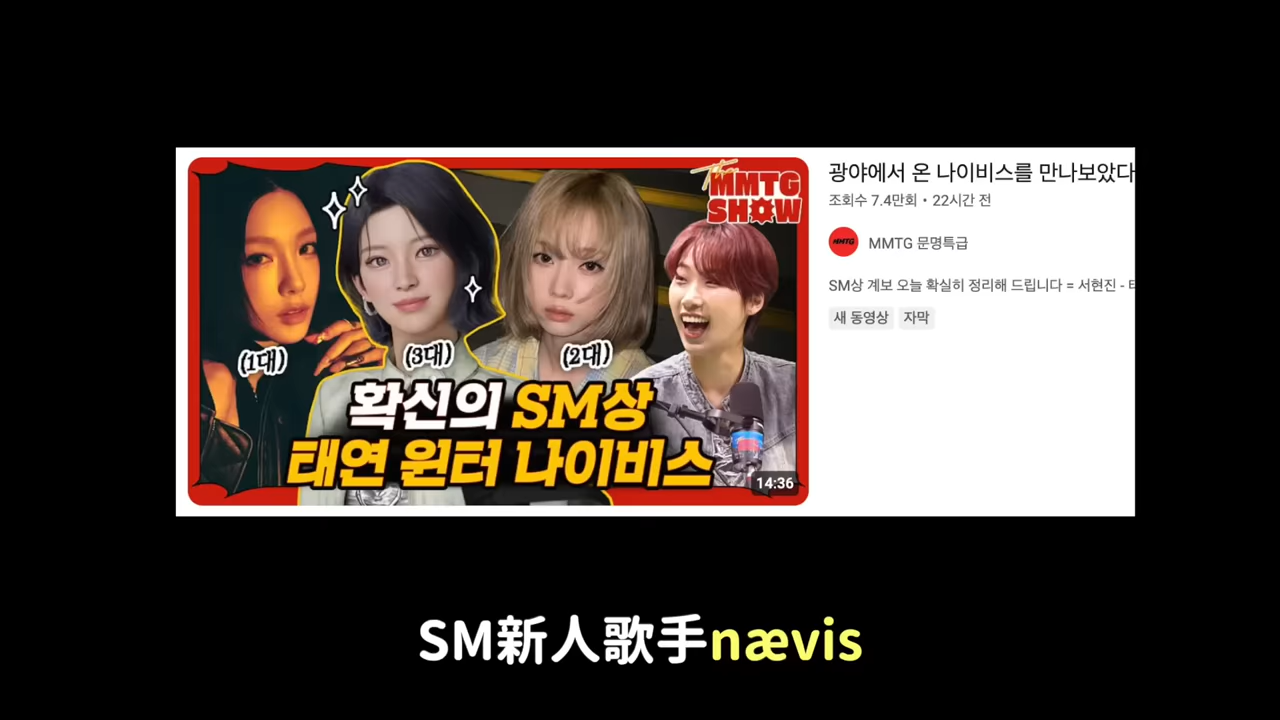 The
MMTG
SHOW
(1대)
(3대)
(2대)
확신의 SM상
태연 윈터 나이비스
14:36
광야에서 온 나이비스를 만나보았다
조회수 7.4만회 • 22시간 전
MMTG
MMTG 문명특급
SM상 계보 오늘 확실히 정리해 드립니다 = 서현진 -
새 동영상
자막
SM新人歌手nævis